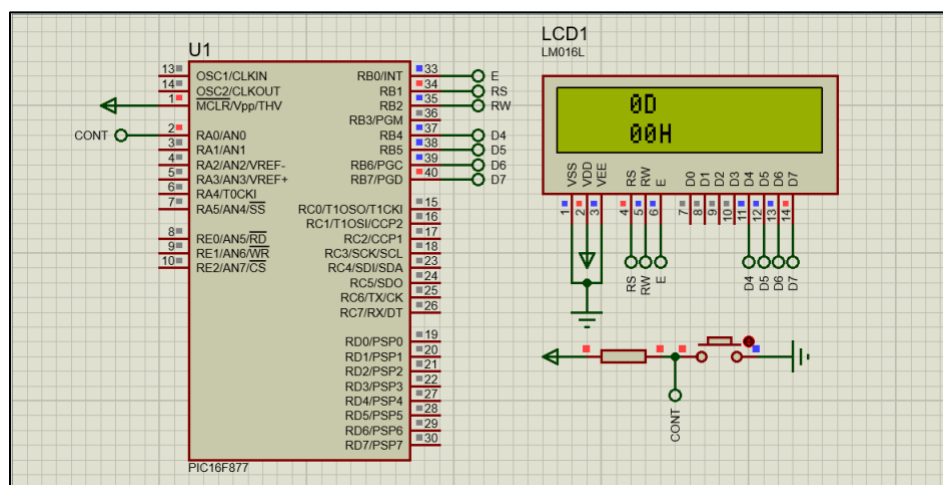 U1
13 OSC1/CLKIN RB0/INT 33 E
14 OSC2/CLKOUT RB1 34 RS
1 MCLR/Vpp/THV RB2 35 RW
RB3/PGM 36
CONT 2 RA0/AN0 RB4 37 D4
3 RA1/AN1 RB5 38 D5
4 RA2/AN2/VREF- RB6/PGC 39 D6
5 RA3/AN3/VREF+ RB7/PGD 40 D7
6 RA4/T0CKI
7 RA5/AN4/SS RC0/T1OSO/T1CKI 15
RC1/T1OSI/CCP2 16
8 RE0/AN5/RD RC2/CCP1 17
9 RE1/AN6/WR RC3/SCK/SCL 18
10 RE2/AN7/CS RC4/SDI/SDA 23
RC5/SDO 24
RC6/TX/CK 25
RC7/RX/DT 26
RD0/PSP0 19
RD1/PSP1 20
RD2/PSP2 21
RD3/PSP3 22
RD4/PSP4 27
RD5/PSP5 28
RD6/PSP6 29
RD7/PSP7 30
PIC16F877
LCD1
LM016L
0D
00H
VSS VDD VEE RS RW E D0 D1 D2 D3 D4 D5 D6 D7
1 2 3 4 5 6 7 8 9 10 11 12 13 14
RS RW E D4 D5 D6 D7
CONT